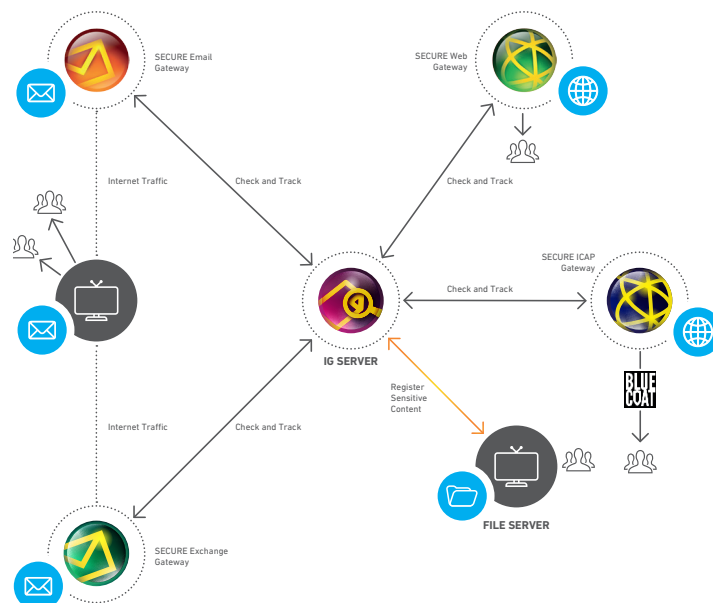 SECURE Email
Gateway
SECURE Web
Gateway
Internet Traffic
Check and Track
Check and Track
SECURE ICAP
Gateway
Check and Track
IG SERVER
BLUE
COAT
Register
Sensitive
Content
Internet Traffic
Check and Track
FILE SERVER
SECURE Exchange
Gateway